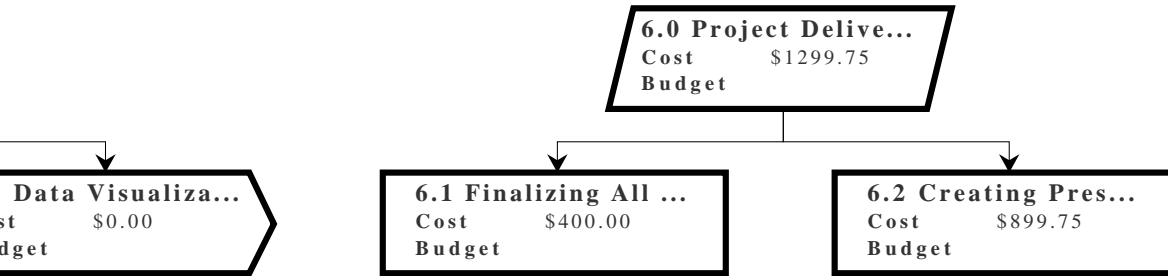 6.0 Project Delive...
Cost $1299.75
Budget
Data Visualiza...
$0.00
6.1 Finalizing All ...
Cost $400.00
Budget
6.2 Creating Pres...
Cost $899.75
Budget